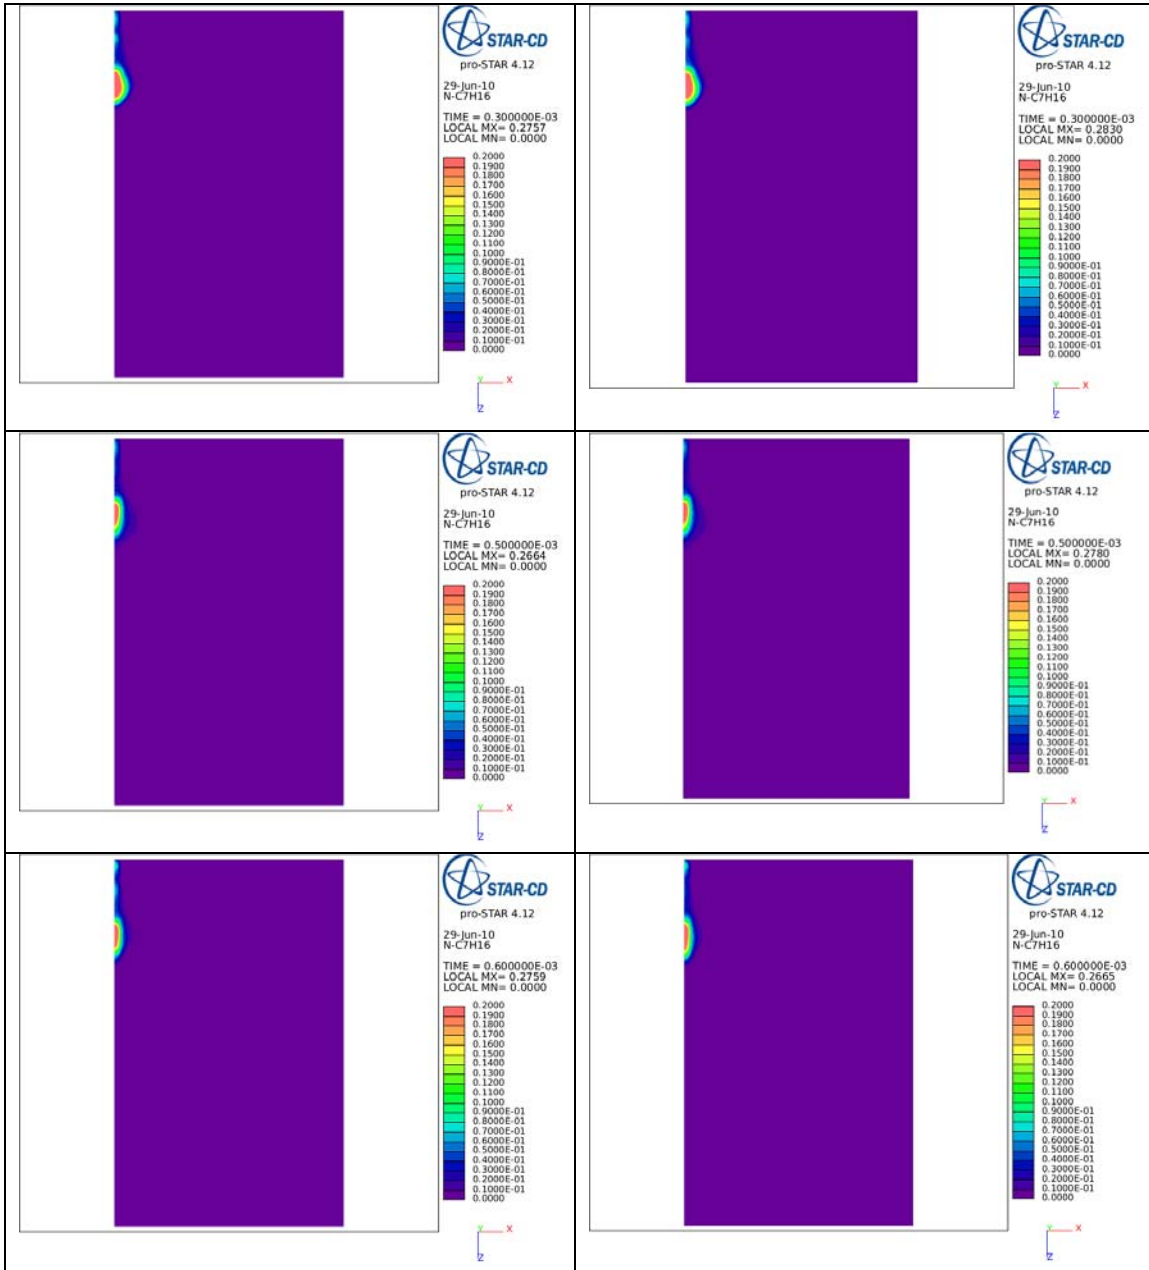 STAR-CD
pro-STAR 4.12
29-Jun-10
N-C7H16
TIME = 0.300000E-03
LOCAL MX= 0.2757
LOCAL MN= 0.0000
0.2000
0.1900
0.1800
0.1700
0.1600
0.1500
0.1400
0.1300
0.1200
0.1100
0.1000
0.9000E-01
0.8000E-01
0.7000E-01
0.6000E-01
0.5000E-01
0.4000E-01
0.3000E-01
0.2000E-01
0.1000E-01
0.0000
Y X
Z
STAR-CD
pro-STAR 4.12
29-Jun-10
N-C7H16
TIME = 0.300000E-03
LOCAL MX= 0.2830
LOCAL MN= 0.0000
0.2000
0.1900
0.1800
0.1700
0.1600
0.1500
0.1400
0.1300
0.1200
0.1100
0.1000
0.9000E-01
0.8000E-01
0.7000E-01
0.6000E-01
0.5000E-01
0.4000E-01
0.3000E-01
0.2000E-01
0.1000E-01
0.0000
Y X
Z
STAR-CD
pro-STAR 4.12
29-Jun-10
N-C7H16
TIME = 0.500000E-03
LOCAL MX= 0.2664
LOCAL MN= 0.0000
0.2000
0.1900
0.1800
0.1700
0.1600
0.1500
0.1400
0.1300
0.1200
0.1100
0.1000
0.9000E-01
0.8000E-01
0.7000E-01
0.6000E-01
0.5000E-01
0.4000E-01
0.3000E-01
0.2000E-01
0.1000E-01
0.0000
Y X
Z
STAR-CD
pro-STAR 4.12
29-Jun-10
N-C7H16
TIME = 0.500000E-03
LOCAL MX= 0.2780
LOCAL MN= 0.0000
0.2000
0.1900
0.1800
0.1700
0.1600
0.1500
0.1400
0.1300
0.1200
0.1100
0.1000
0.9000E-01
0.8000E-01
0.7000E-01
0.6000E-01
0.5000E-01
0.4000E-01
0.3000E-01
0.2000E-01
0.1000E-01
0.0000
Y X
Z
STAR-CD
pro-STAR 4.12
29-Jun-10
N-C7H16
TIME = 0.600000E-03
LOCAL MX= 0.2759
LOCAL MN= 0.0000
0.2000
0.1900
0.1800
0.1700
0.1600
0.1500
0.1400
0.1300
0.1200
0.1100
0.1000
0.9000E-01
0.8000E-01
0.7000E-01
0.6000E-01
0.5000E-01
0.4000E-01
0.3000E-01
0.2000E-01
0.1000E-01
0.0000
Y X
Z
STAR-CD
pro-STAR 4.12
29-Jun-10
N-C7H16
TIME = 0.600000E-03
LOCAL MX= 0.2665
LOCAL MN= 0.0000
0.2000
0.1900
0.1800
0.1700
0.1600
0.1500
0.1400
0.1300
0.1200
0.1100
0.1000
0.9000E-01
0.8000E-01
0.7000E-01
0.6000E-01
0.5000E-01
0.4000E-01
0.3000E-01
0.2000E-01
0.1000E-01
0.0000
Y X
Z